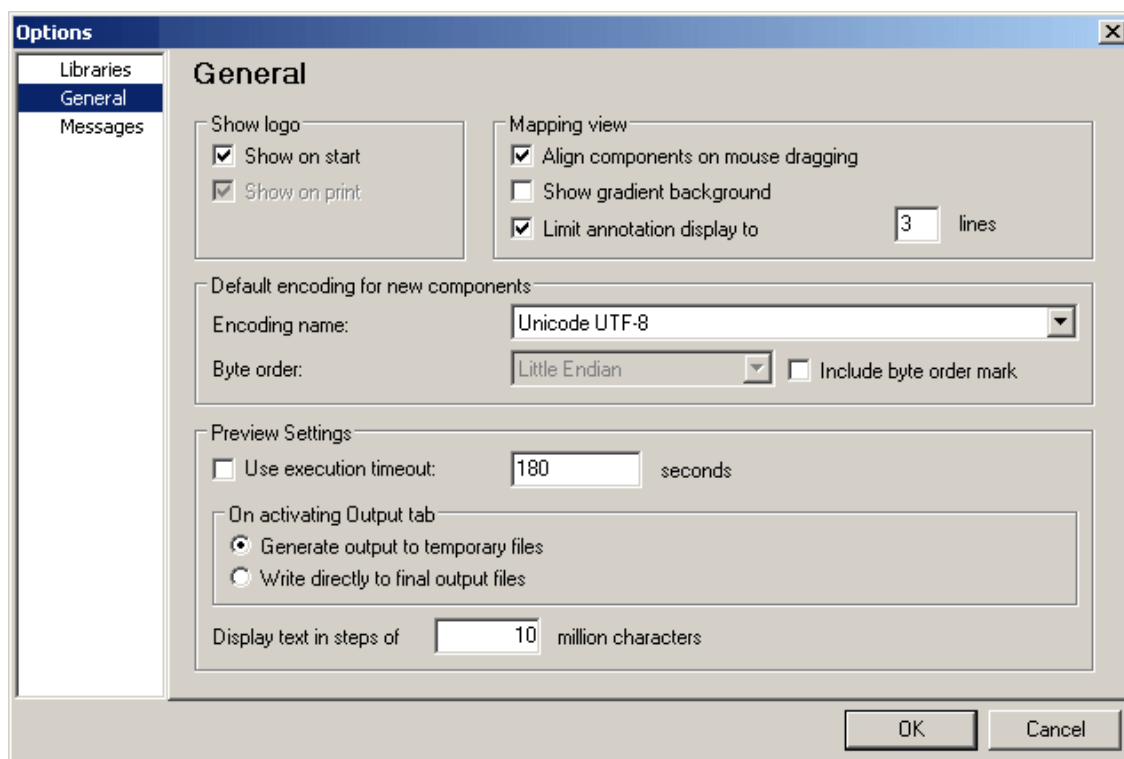 Options
Libraries
General
Messages
General
Show logo
Show on start
Show on print
Mapping view
Align components on mouse dragging
Show gradient background
Limit annotation display to 3 lines
Default encoding for new components
Encoding name: Unicode UTF-8
Byte order: Little Endian Include byte order mark
Preview Settings
Use execution timeout: 180 seconds
On activating Output tab
Generate output to temporary files
Write directly to final output files
Display text in steps of 10 million characters
OK Cancel